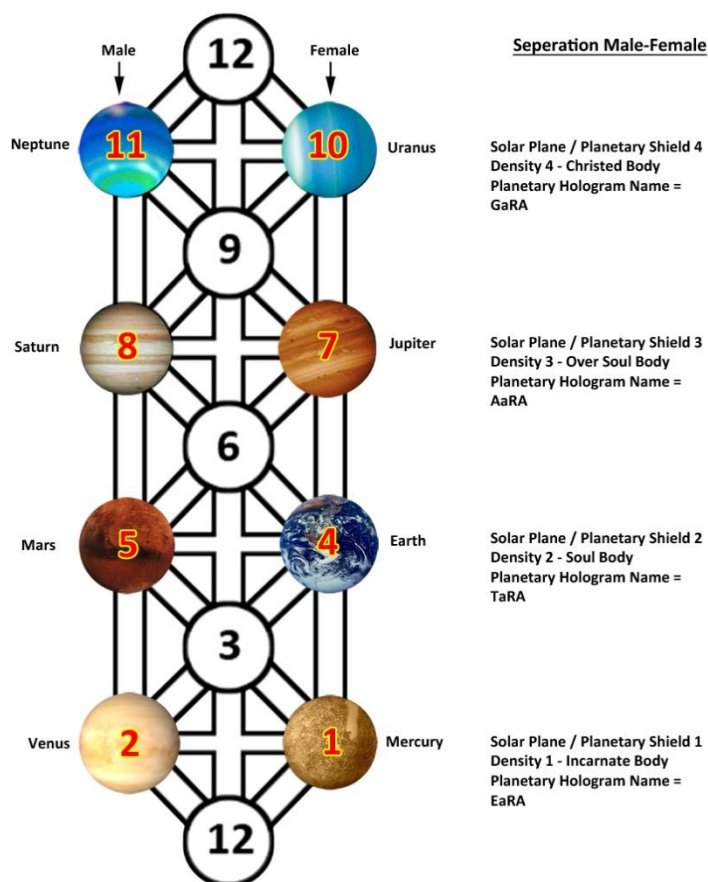 12
Male
Female
Seperation Male-Female
Neptune
11
10
Uranus
Solar Plane / Planetary Shield 4
Density 4 - Christed Body
Planetary Hologram Name =
GaRA
9
Saturn
8
7
Jupiter
Solar Plane / Planetary Shield 3
Density 3 - Over Soul Body
Planetary Hologram Name =
AaRA
6
Mars
5
4
Earth
Solar Plane / Planetary Shield 2
Density 2 - Soul Body
Planetary Hologram Name =
TaRA
3
Venus
2
1
Mercury
Solar Plane / Planetary Shield 1
Density 1 - Incarnate Body
Planetary Hologram Name =
EaRA
12